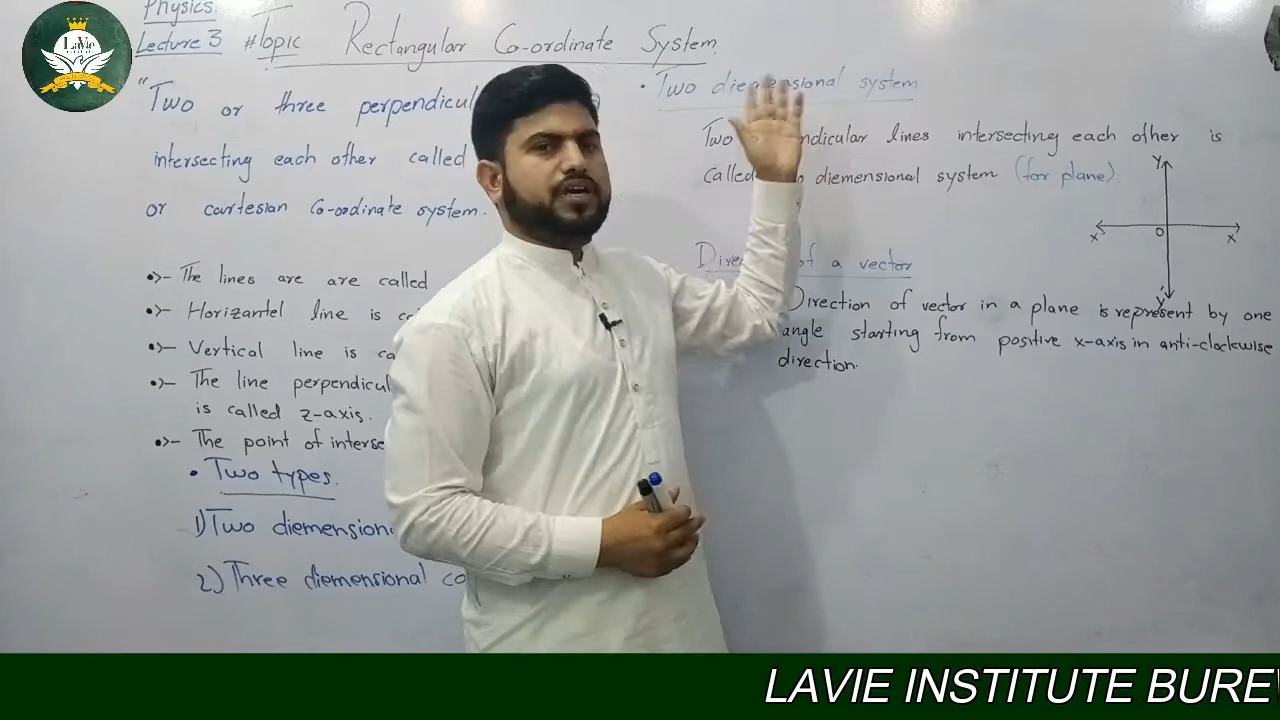 Physics.
Lecture 3 #Topic Rectangular Co-ordinate System
"Two or three perpendicul
intersecting each other called
or cartesian Co-ordinate system.
The lines are are called
Horizantel line is
Vertical line is
The line perpendicul
is called z-axis.
The point of interse
Two types.
1) Two diemension
2) Three diemensional co
Two diemensional system
Two ndicular lines intersecting each other is
called diemensional system (for plane).
Y
X O X
Y'
Dire of a vector
Direction of vector in a plane is represent by one
angle starting from positive x-axis in anti-clockwise
direction.
LaVie
LAVIE INSTITUTE BURE